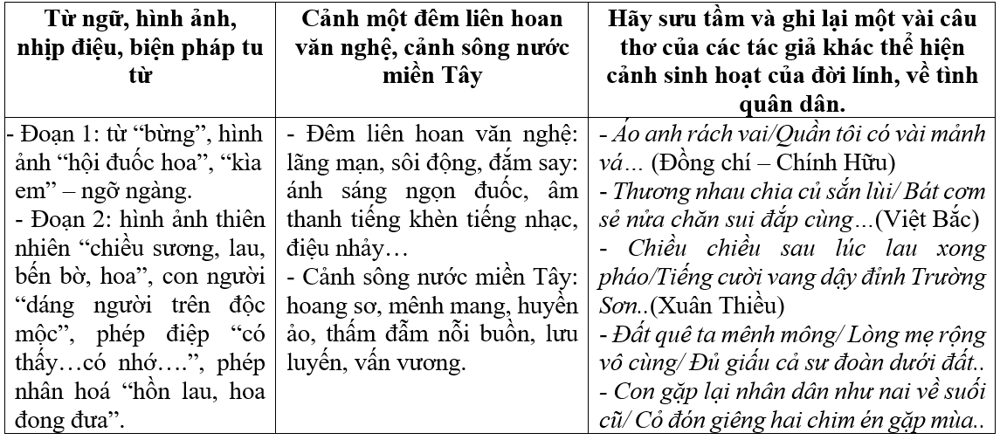 Từ ngữ, hình ảnh,
nhịp điệu, biện pháp tu
từ
Cảnh một đêm liên hoan
văn nghệ, cảnh sông nước
miền Tây
Hãy sưu tầm và ghi lại một vài câu
thơ của các tác giả khác thể hiện
cảnh sinh hoạt của đời lính, về tình
quân dân.
- Đoạn 1: từ “bừng”, hình
ảnh “hội đuốc hoa”, “kìa
em” – ngỡ ngàng.
- Đoạn 2: hình ảnh thiên
nhiên “chiều sương, lau,
bến bờ, hoa”, con người
“dáng người trên độc
mộc”, phép điệp “có
thấy…có nhớ….”, phép
nhân hoá “hồn lau, hoa
đong đưa”.
- Đêm liên hoan văn nghệ:
lãng mạn, sôi động, đắm say:
ánh sáng ngọn đuốc, âm
thanh tiếng khèn tiếng nhạc,
điệu nhảy…
- Cảnh sông nước miền Tây:
hoang sơ, mênh mang, huyền
ảo, thấm đẫm nỗi buồn, lưu
luyến, vấn vương.
- Áo anh rách vai/Quần tôi có vài mảnh
vá… (Đồng chí – Chính Hữu)
- Thương nhau chia củ sắn lùi/ Bát cơm
sẻ nửa chăn sui đắp cùng…(Việt Bắc)
- Chiều chiều sau lúc lau xong
pháo/Tiếng cười vang dậy đỉnh Trường
Sơn..(Xuân Thiều)
- Đất quê ta mênh mông/ Lòng mẹ rộng
vô cùng/ Đủ giấu cả sư đoàn dưới đất..
- Con gặp lại nhân dân như nai về suối
cũ/ Cỏ đón giêng hai chim én gặp mùa..